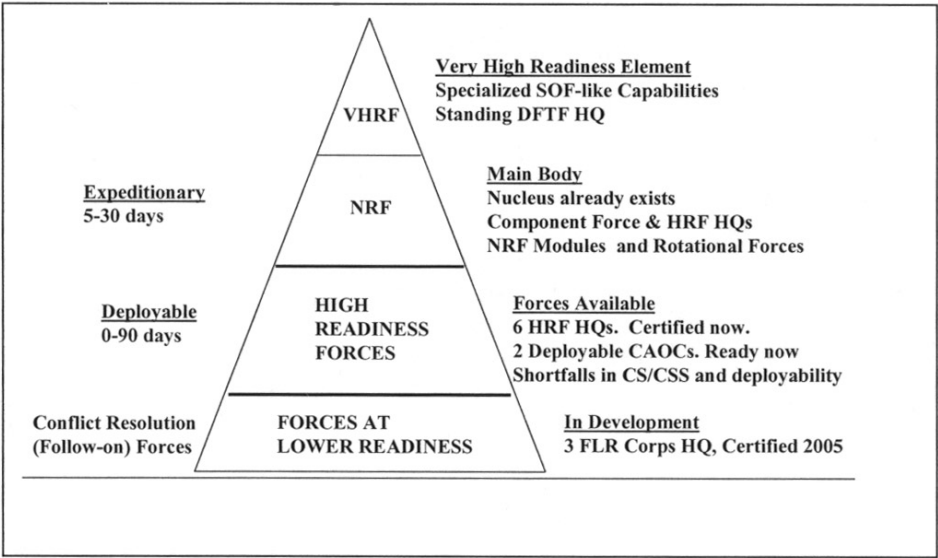 Very High Readiness Element
Specialized SOF-like Capabilities
Standing DFTF HQ
VHRF
Expeditionary
5-30 days
NRF
Main Body
Nucleus already exists
Component Force & HRF HQs
NRF Modules and Rotational Forces
Deployable
0-90 days
HIGH
READINESS
FORCES
Forces Available
6 HRF HQs. Certified now.
2 Deployable CAOCs. Ready now
Shortfalls in CS/CSS and deployability
Conflict Resolution
(Follow-on) Forces
FORCES AT
LOWER READINESS
In Development
3 FLR Corps HQ, Certified 2005